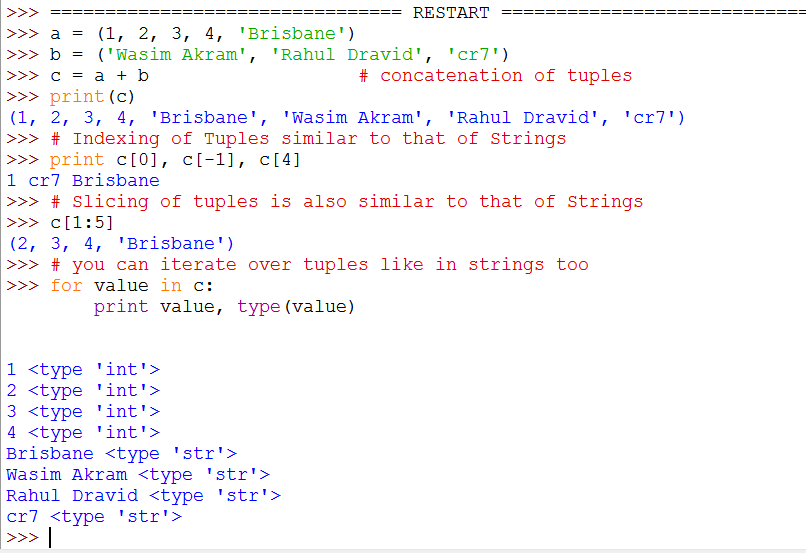 >>> ================================ RESTART ============================
>>> a = (1, 2, 3, 4, 'Brisbane')
>>> b = ('Wasim Akram', 'Rahul Dravid', 'cr7')
>>> c = a + b                   # concatenation of tuples
>>> print(c)
(1, 2, 3, 4, 'Brisbane', 'Wasim Akram', 'Rahul Dravid', 'cr7')
>>> # Indexing of Tuples similar to that of Strings
>>> print c[0], c[-1], c[4]
1 cr7 Brisbane
>>> # Slicing of tuples is also similar to that of Strings
>>> c[1:5]
(2, 3, 4, 'Brisbane')
>>> # you can iterate over tuples like in strings too
>>> for value in c:
        print value, type(value)
1 <type 'int'>
2 <type 'int'>
3 <type 'int'>
4 <type 'int'>
Brisbane <type 'str'>
Wasim Akram <type 'str'>
Rahul Dravid <type 'str'>
cr7 <type 'str'>
>>>